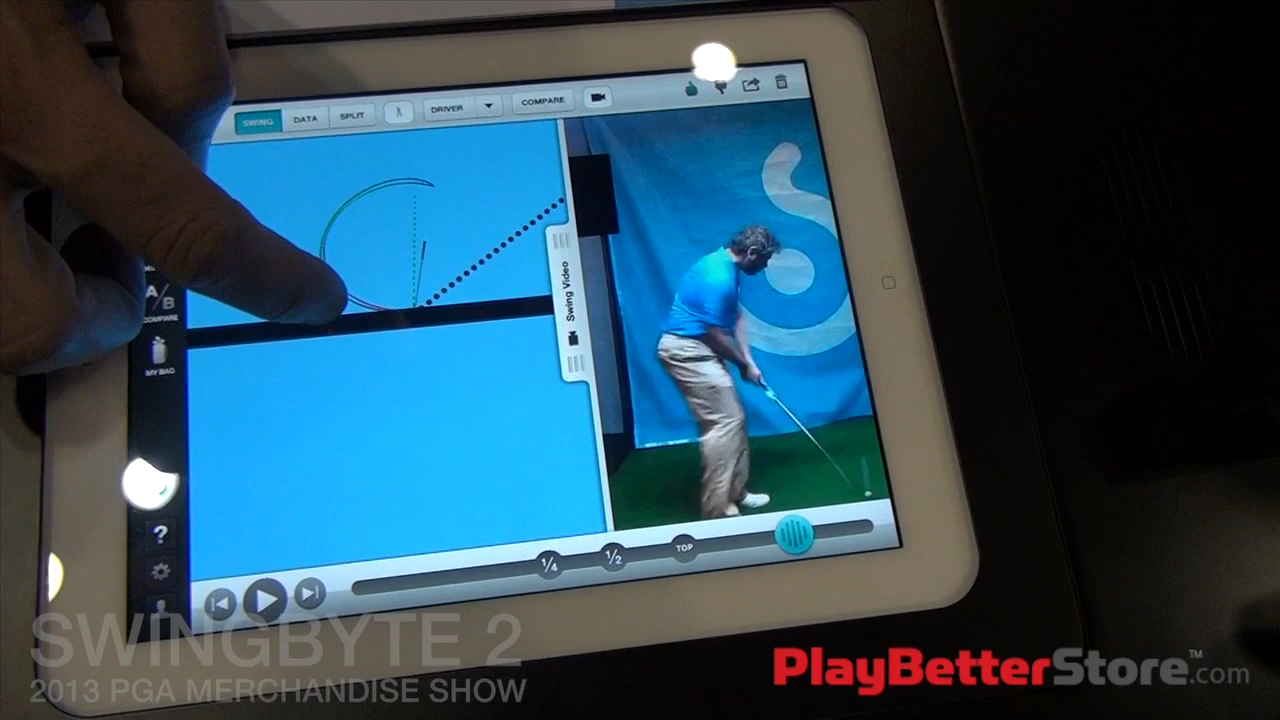 SWING DATA SPLIT DRIVER COMPARE
Swing Video
A/B
COMPARE
MY BAG
?
1/4 1/2 TOP
SWINGBYTE 2
2013 PGA MERCHANDISE SHOW
PlayBetterStore™.com